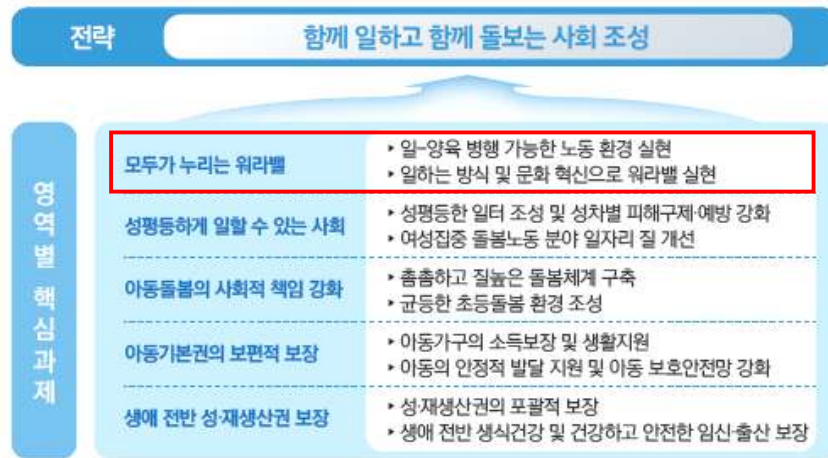 전략 함께 일하고 함께 돌보는 사회 조성
영역별 핵심과제
모두가 누리는 워라밸
▸ 일-양육 병행 가능한 노동 환경 실현
▸ 일하는 방식 및 문화 혁신으로 워라밸 실현
성평등하게 일할 수 있는 사회
▸ 성평등한 일터 조성 및 성차별 피해구제·예방 강화
▸ 여성집중 돌봄노동 분야 일자리 질 개선
아동돌봄의 사회적 책임 강화
▸ 촘촘하고 질높은 돌봄체계 구축
▸ 균등한 초등돌봄 환경 조성
아동기본권의 보편적 보장
▸ 아동가구의 소득보장 및 생활지원
▸ 아동의 안정적 발달 지원 및 아동 보호안전망 강화
생애 전반 성·재생산권 보장
▸ 성·재생산권의 포괄적 보장
▸ 생애 전반 생식건강 및 건강하고 안전한 임신·출산 보장